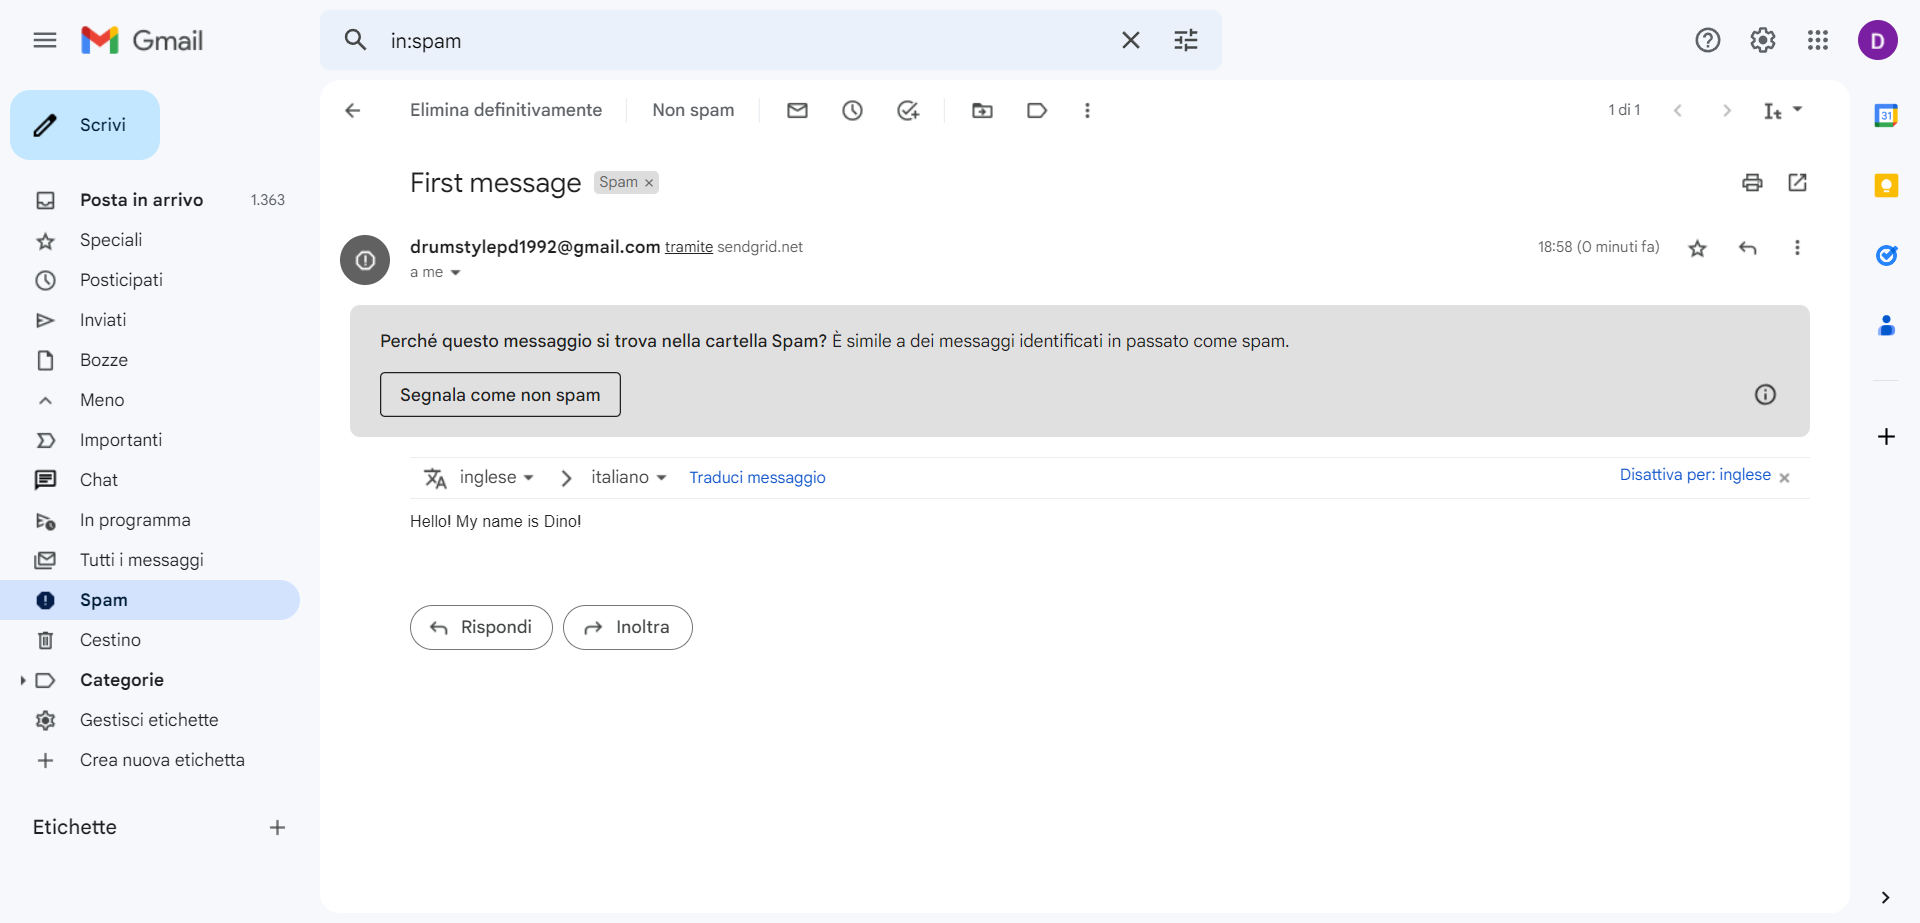 Gmail
in:spam
D
Scrivi
Posta in arrivo 1.363
Speciali
Posticipati
Inviati
Bozze
Meno
Importanti
Chat
In programma
Tutti i messaggi
Spam
Cestino
Categorie
Gestisci etichette
Crea nuova etichetta
Etichette
Elimina definitivamente
Non spam
1 di 1
First message
Spam
drumstylepd1992@gmail.com tramite sendgrid.net
18:58 (0 minuti fa)
a me
Perché questo messaggio si trova nella cartella Spam? È simile a dei messaggi identificati in passato come spam.
Segnala come non spam
inglese
italiano
Traduci messaggio
Disattiva per: inglese
Hello! My name is Dino!
Rispondi
Inoltra
31